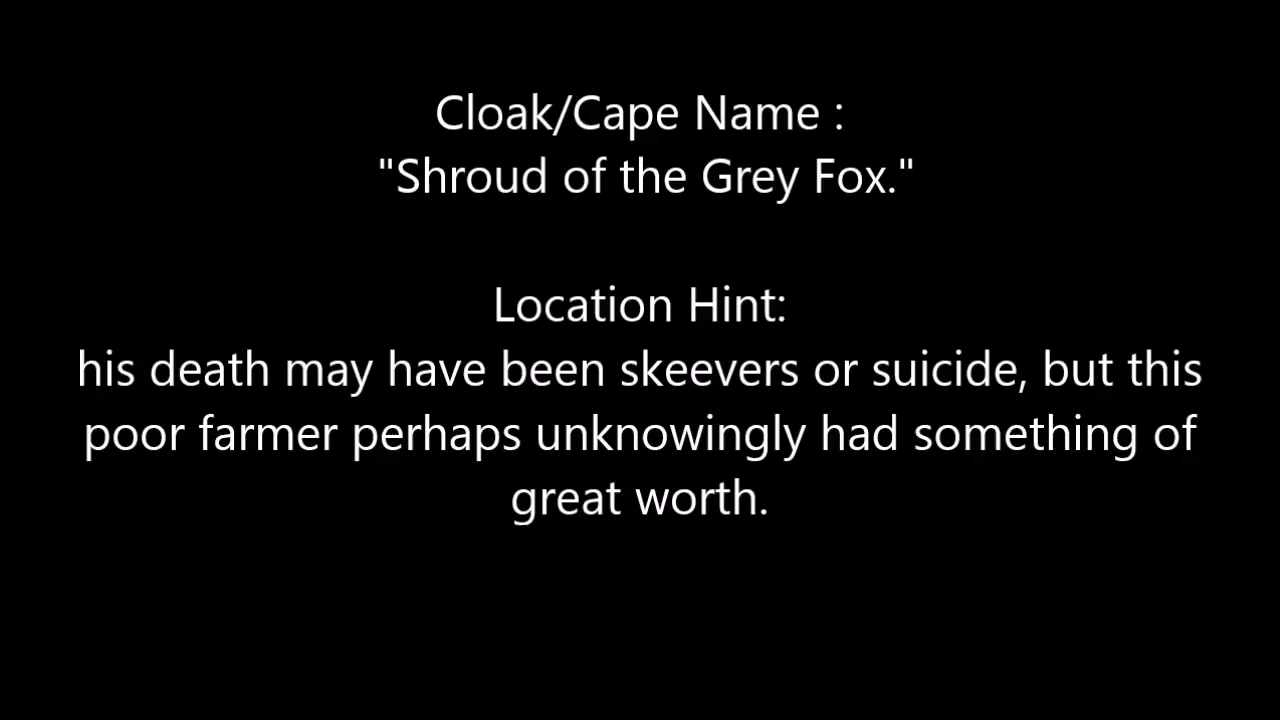 Cloak/Cape Name :
"Shroud of the Grey Fox."
Location Hint:
his death may have been skeevers or suicide, but this
poor farmer perhaps unknowingly had something of
great worth.